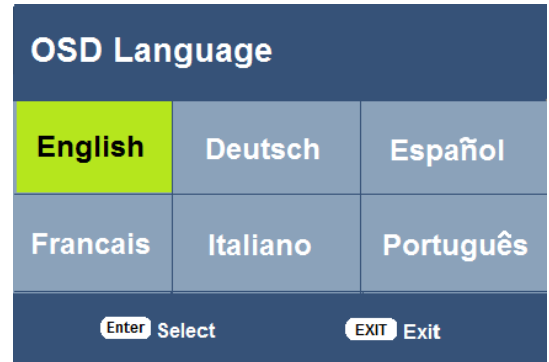 OSD Language
English Deutsch Español
Francais Italiano Português
Enter Select EXIT Exit